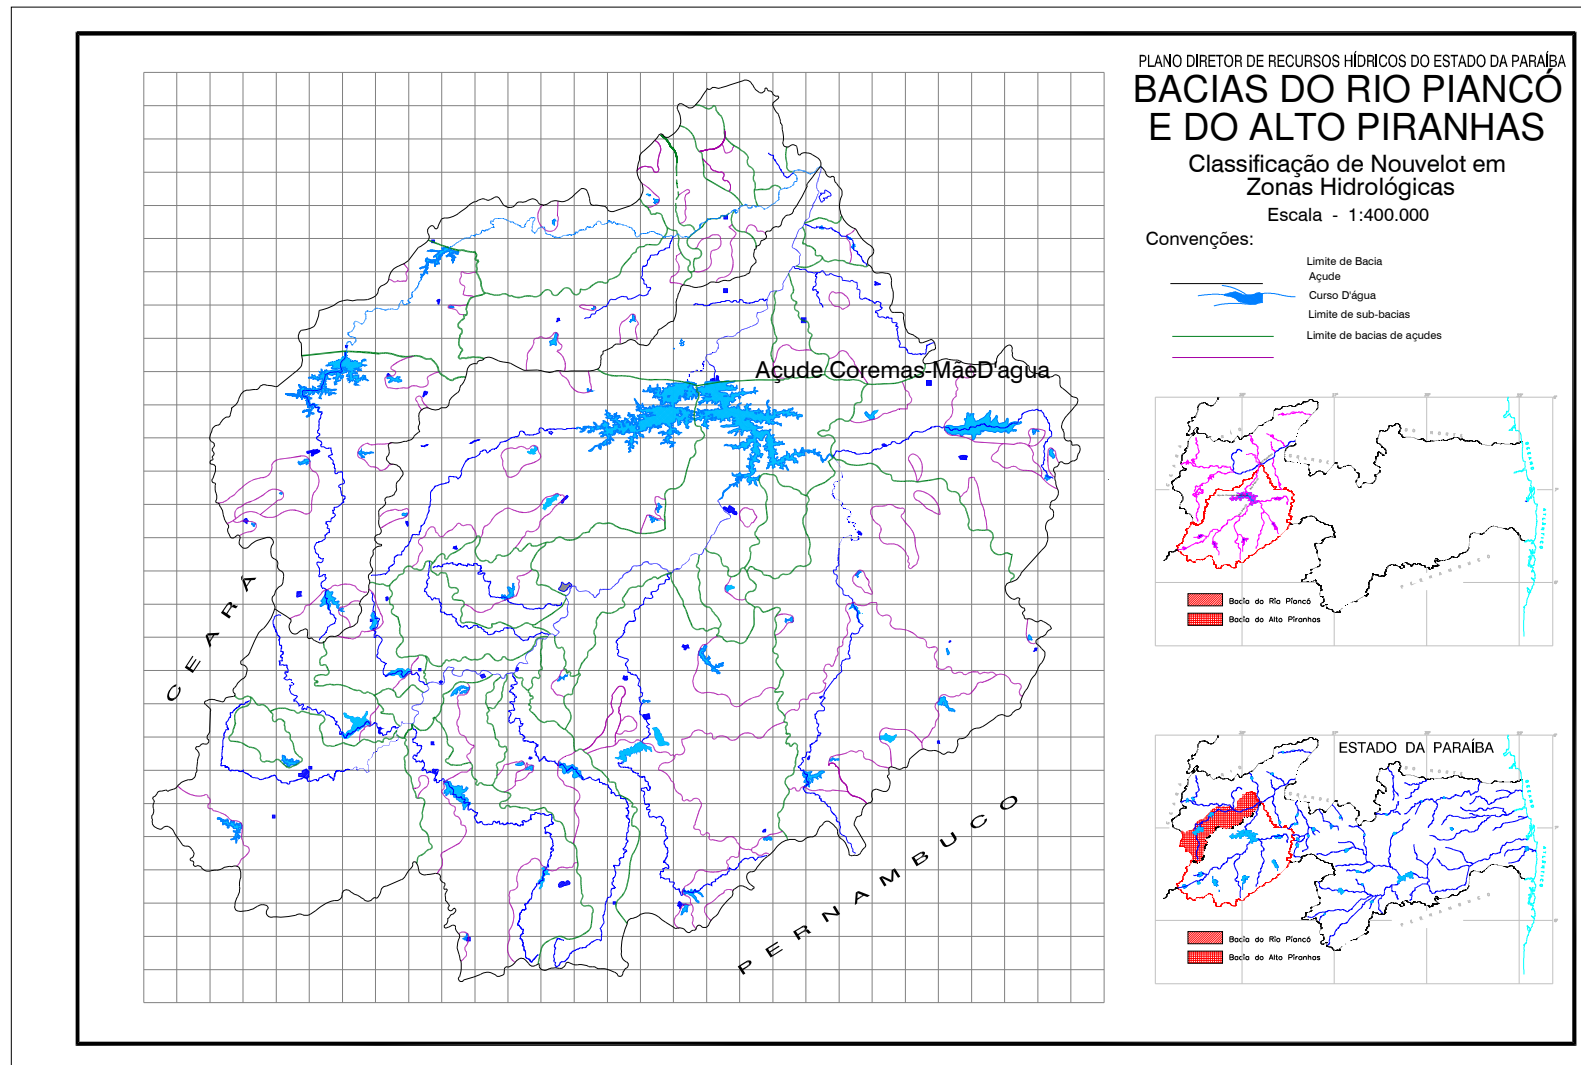 PLANO DIRETOR DE RECURSOS HÍDRICOS DO ESTADO DA PARAÍBA
BACIAS DO RIO PIANCÓ
E DO ALTO PIRANHAS
Classificação de Nouvelot em
Zonas Hidrológicas
Escala - 1:400.000
Convenções:
Limite de Bacia
Açude
Curso D'água
Limite de sub-bacias
Limite de bacias de açudes
Açude Coremas-MãeD'agua
CEARÁ
PERNAMBUCO
Bacia do Rio Piancó
Bacia do Alto Piranhas
ESTADO DA PARAÍBA
Bacia do Rio Piancó
Bacia do Alto Piranhas